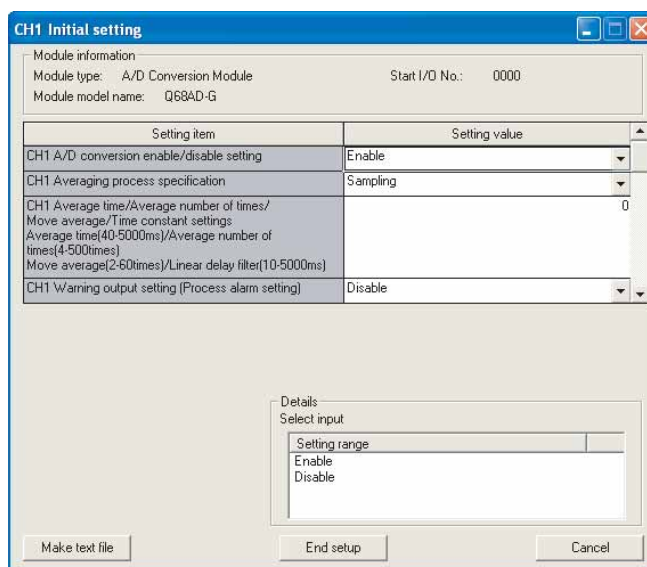 CH1 Initial setting
Module information
Module type: A/D Conversion Module Start I/O No.: 0000
Module model name: Q68AD-G
Setting item Setting value
CH1 A/D conversion enable/disable setting Enable
CH1 Averaging process specification Sampling
CH1 Average time/Average number of times/ 0
Move average/Time constant settings
Average time(40-5000ms)/Average number of
times(4-500times)
Move average(2-60times)/Linear delay filter(10-5000ms)
CH1 Warning output setting (Process alarm setting) Disable
Details
Select input
Setting range
Enable
Disable
Make text file End setup Cancel